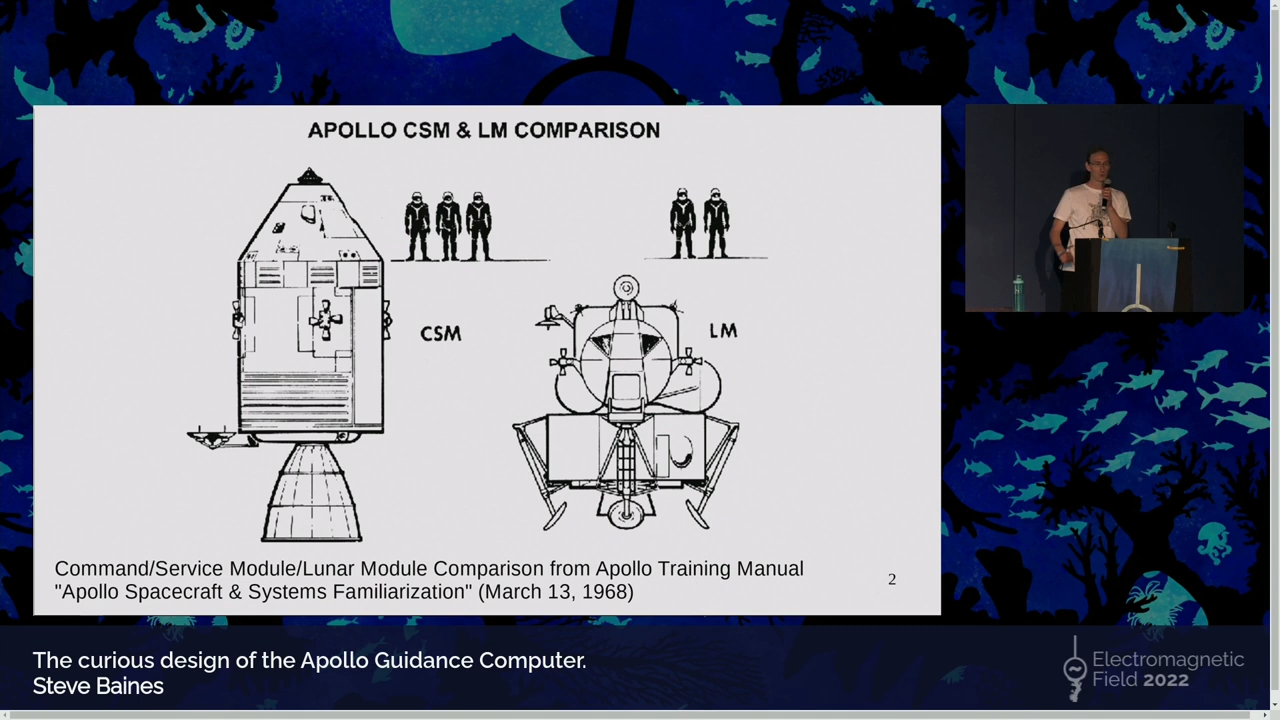 APOLLO CSM & LM COMPARISON
CSM
LM
Command/Service Module/Lunar Module Comparison from Apollo Training Manual
"Apollo Spacecraft & Systems Familiarization" (March 13, 1968)
2
The curious design of the Apollo Guidance Computer.
Steve Baines
Electromagnetic
Field 2022